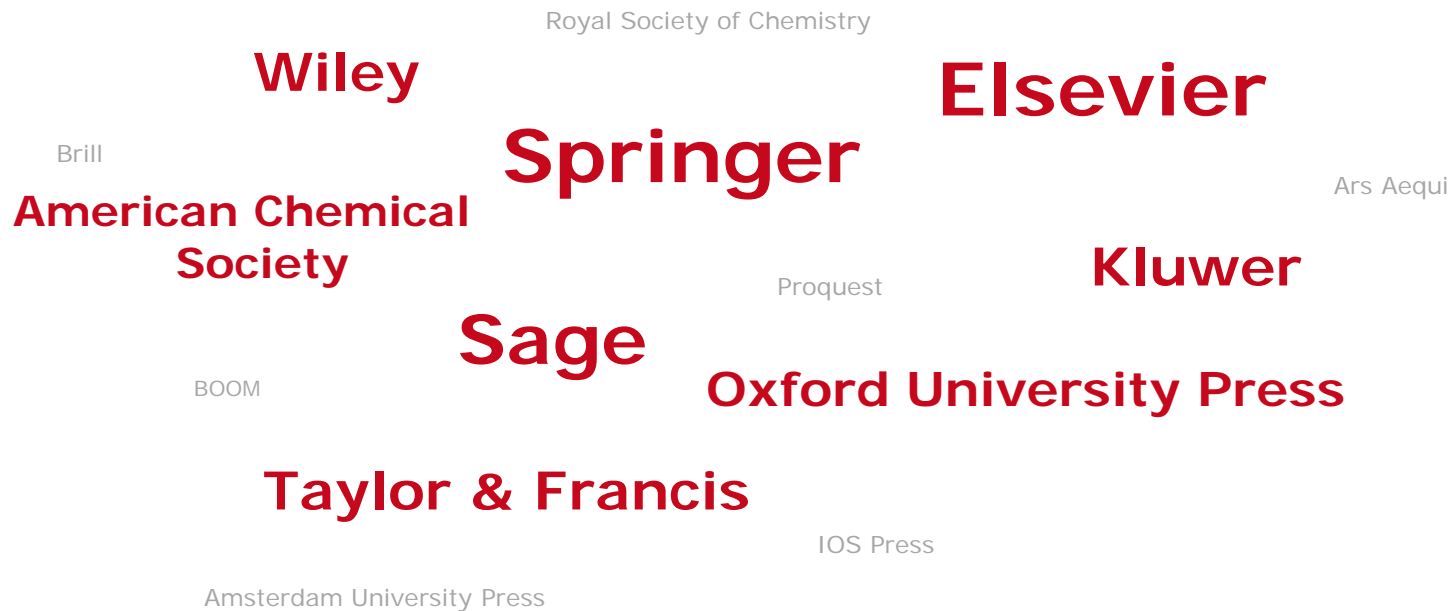 Royal Society of Chemistry
Wiley
Elsevier
Springer
Brill
Ars Aequi
American Chemical
Society
Kluwer
Proquest
Sage
BOOM
Oxford University Press
Taylor & Francis
IOS Press
Amsterdam University Press